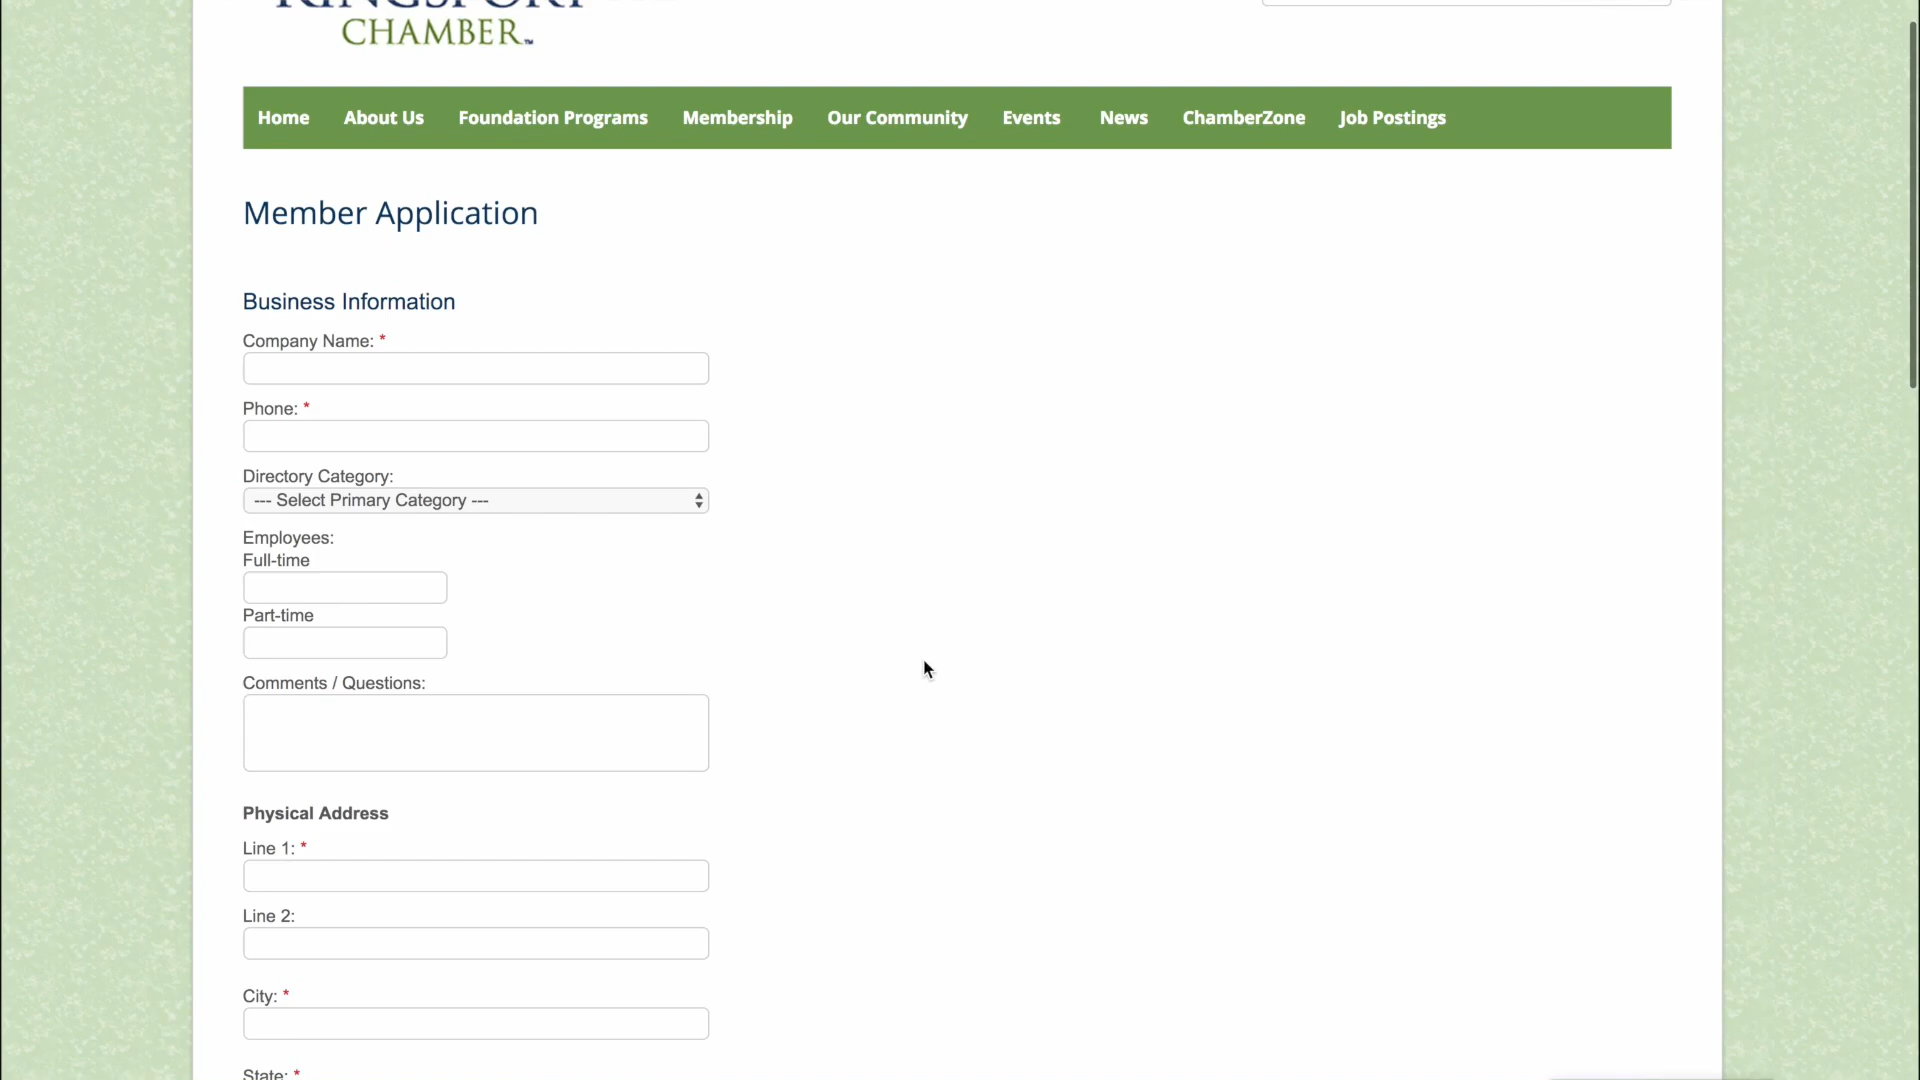 KINGSPORT
CHAMBER™
Home About Us Foundation Programs Membership Our Community Events News ChamberZone Job Postings
Member Application
Business Information
Company Name: *
Phone: *
Directory Category:
--- Select Primary Category ---
Employees:
Full-time
Part-time
Comments / Questions:
Physical Address
Line 1: *
Line 2:
City: *
State: *